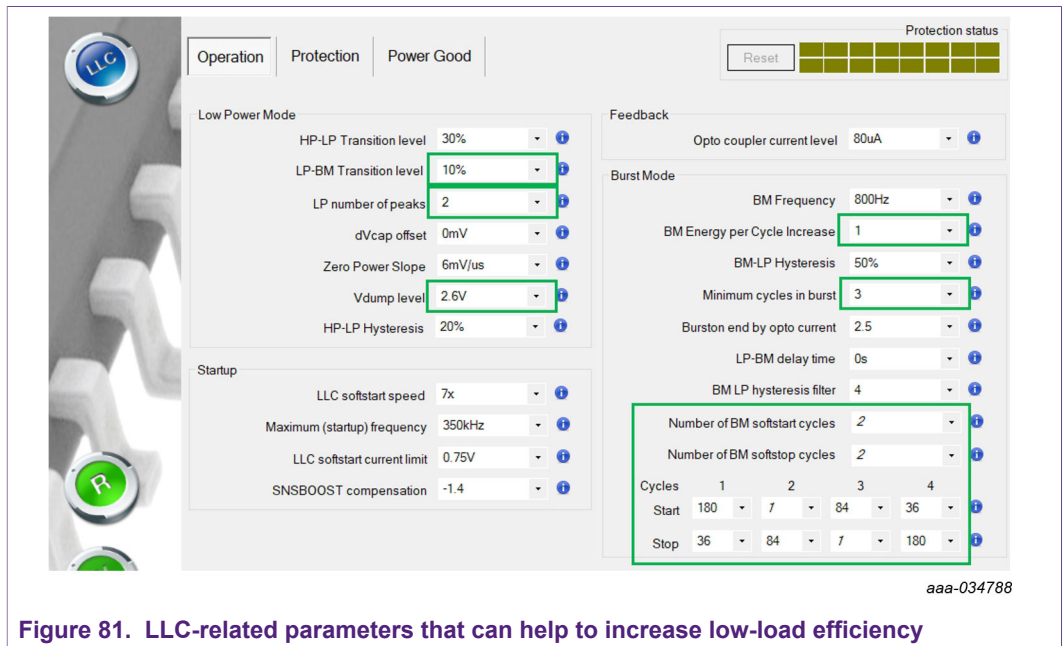 LLC
Operation Protection Power Good
Protection status
Reset
Low Power Mode
HP-LP Transition level 30%
LP-BM Transition level 10%
LP number of peaks 2
dVcap offset 0mV
Zero Power Slope 6mV/us
Vdump level 2.6V
HP-LP Hysteresis 20%
Startup
LLC softstart speed 7x
Maximum (startup) frequency 350kHz
LLC softstart current limit 0.75V
SNSBOOST compensation -1.4
R
Feedback
Opto coupler current level 80uA
Burst Mode
BM Frequency 800Hz
BM Energy per Cycle Increase 1
BM-LP Hysteresis 50%
Minimum cycles in burst 3
Burston end by opto current 2.5
LP-BM delay time 0s
BM LP hysteresis filter 4
Number of BM softstart cycles 2
Number of BM softstop cycles 2
Cycles 1 2 3 4
Start 180 1 84 36
Stop 36 84 1 180
aaa-034788
Figure 81. LLC-related parameters that can help to increase low-load efficiency